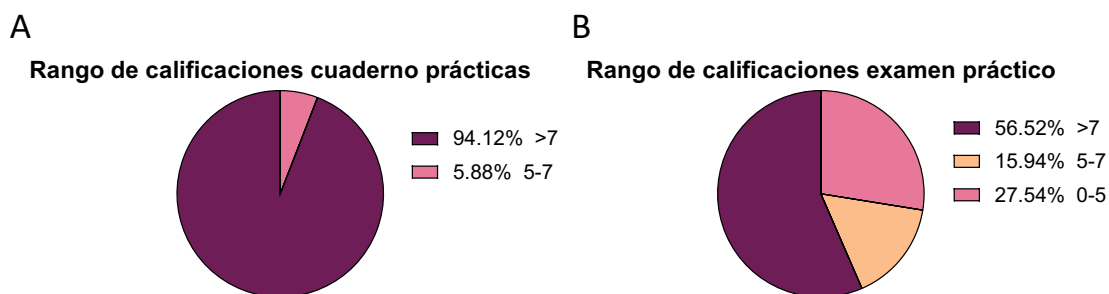 A
Rango de calificaciones cuaderno prácticas
94.12% >7
5.88% 5-7
B
Rango de calificaciones examen práctico
56.52% >7
15.94% 5-7
27.54% 0-5